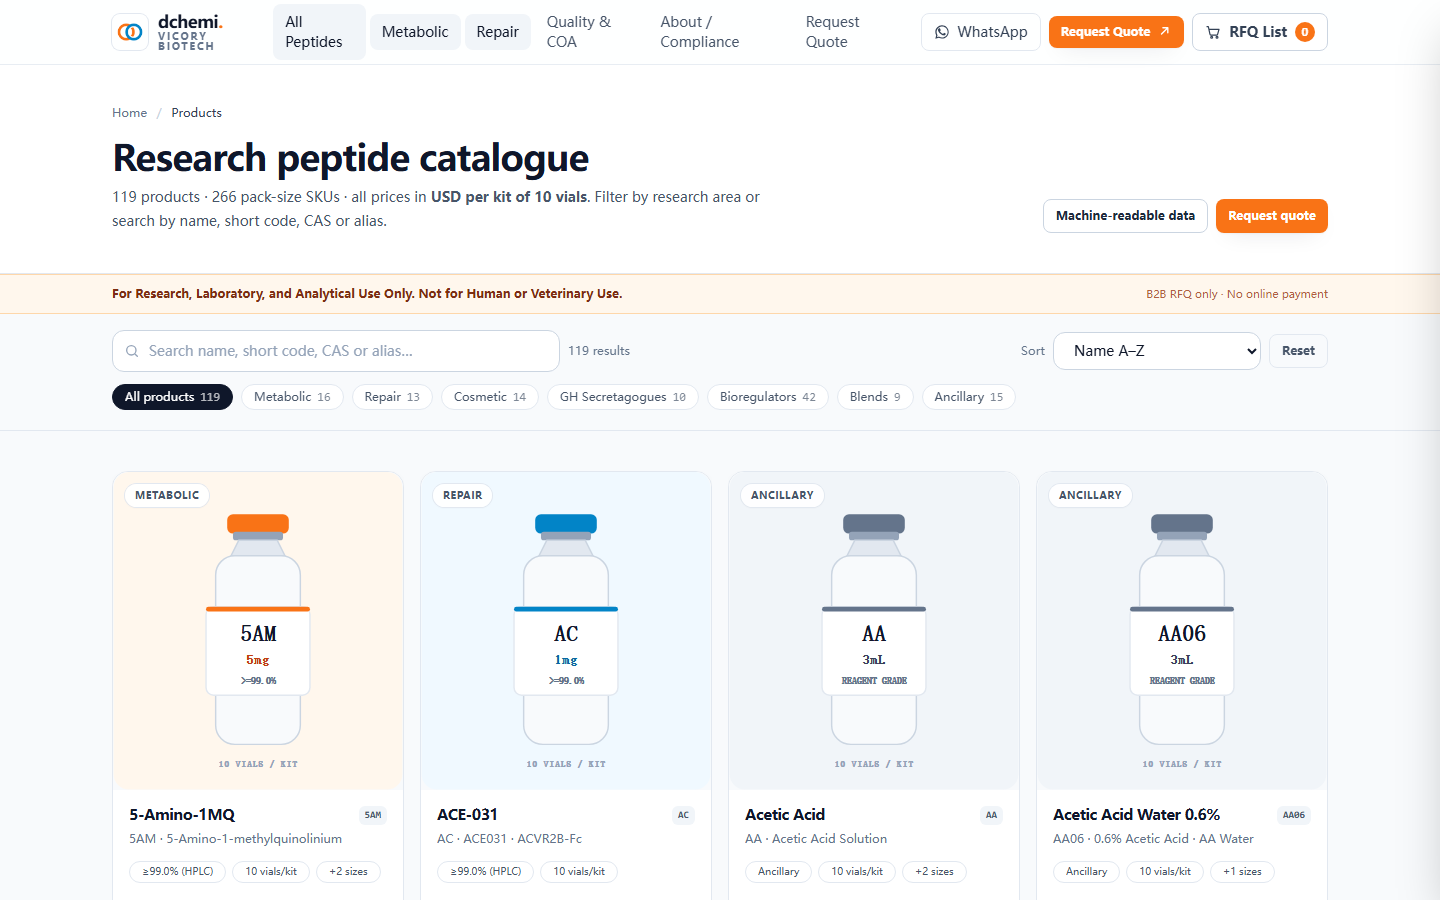 dchemi.
VICORY
BIOTECH
All
Peptides
Metabolic
Repair
Quality &
COA
About /
Compliance
Request
Quote
WhatsApp
Request Quote ↗
RFQ List 0
Home / Products
Research peptide catalogue
119 products · 266 pack-size SKUs · all prices in USD per kit of 10 vials. Filter by research area or
search by name, short code, CAS or alias.
Machine-readable data
Request quote
For Research, Laboratory, and Analytical Use Only. Not for Human or Veterinary Use.
B2B RFQ only · No online payment
Search name, short code, CAS or alias...
119 results
Sort
Name A–Z
Reset
All products 119
Metabolic 16
Repair 13
Cosmetic 14
GH Secretagogues 10
Bioregulators 42
Blends 9
Ancillary 15
METABOLIC
5AM
5mg
>=99.0%
10 VIALS / KIT
5-Amino-1MQ
5AM
5AM · 5-Amino-1-methylquinolinium
≥99.0% (HPLC)
10 vials/kit
+2 sizes
REPAIR
AC
1mg
>=99.0%
10 VIALS / KIT
ACE-031
AC
AC · ACE031 · ACVR2B-Fc
≥99.0% (HPLC)
10 vials/kit
ANCILLARY
AA
3mL
REAGENT GRADE
10 VIALS / KIT
Acetic Acid
AA
AA · Acetic Acid Solution
Ancillary
10 vials/kit
+2 sizes
ANCILLARY
AA06
3mL
REAGENT GRADE
10 VIALS / KIT
Acetic Acid Water 0.6%
AA06
AA06 · 0.6% Acetic Acid · AA Water
Ancillary
10 vials/kit
+1 sizes